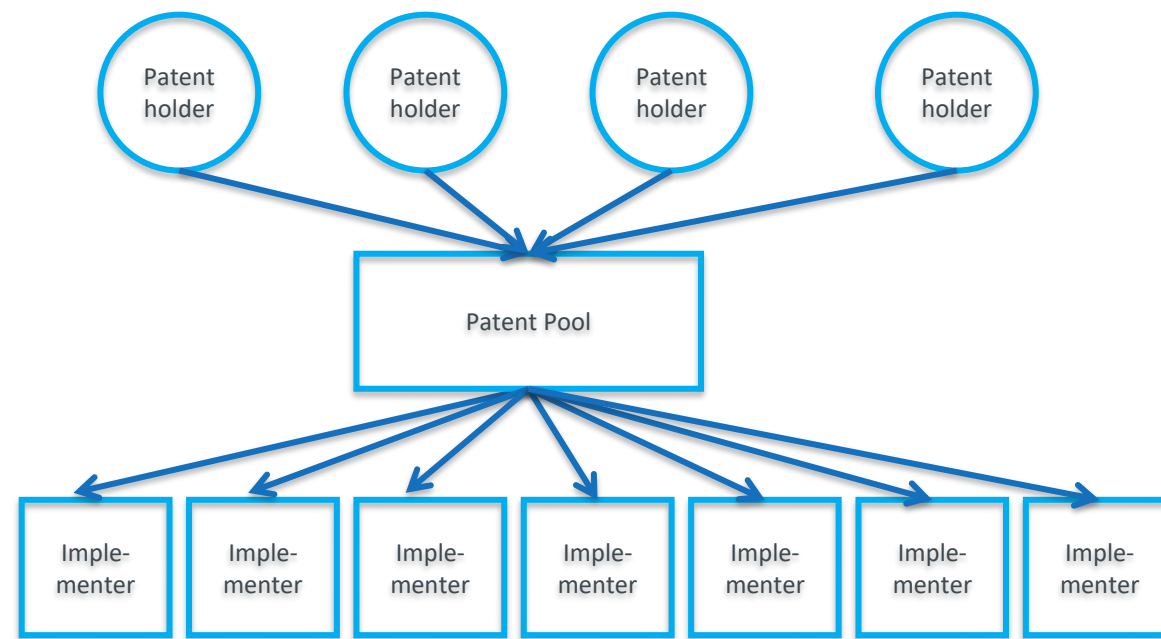 Patent
holder
Patent
holder
Patent
holder
Patent
holder
Patent Pool
Imple-
menter
Imple-
menter
Imple-
menter
Imple-
menter
Imple-
menter
Imple-
menter
Imple-
menter